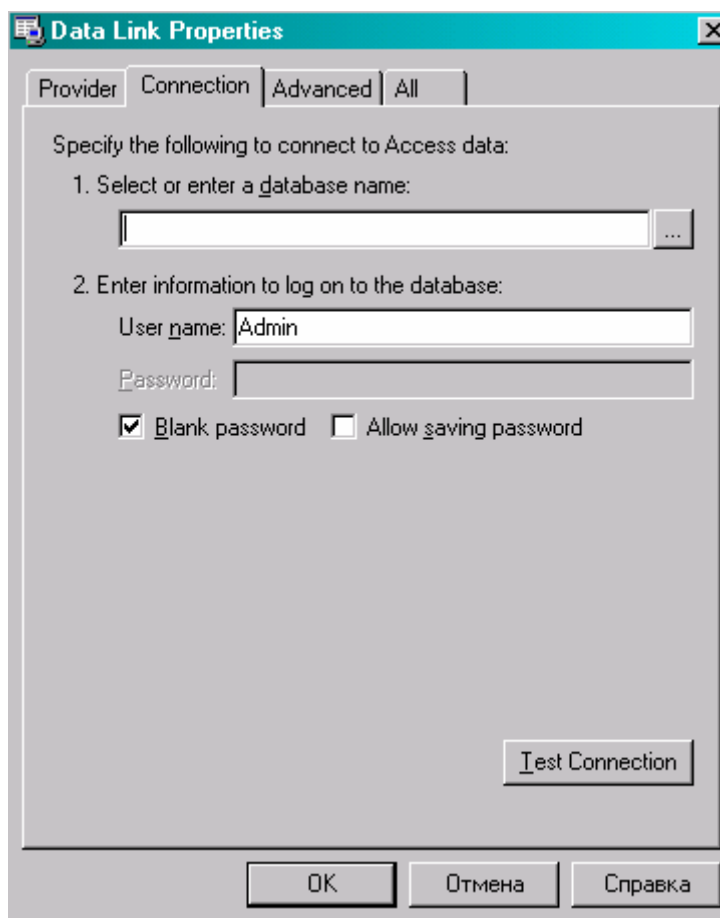 Data Link Properties
Provider Connection Advanced All
Specify the following to connect to Access data:
1. Select or enter a database name:
...
2. Enter information to log on to the database:
User name: Admin
Password:
Blank password Allow saving password
Test Connection
OK Отмена Справка